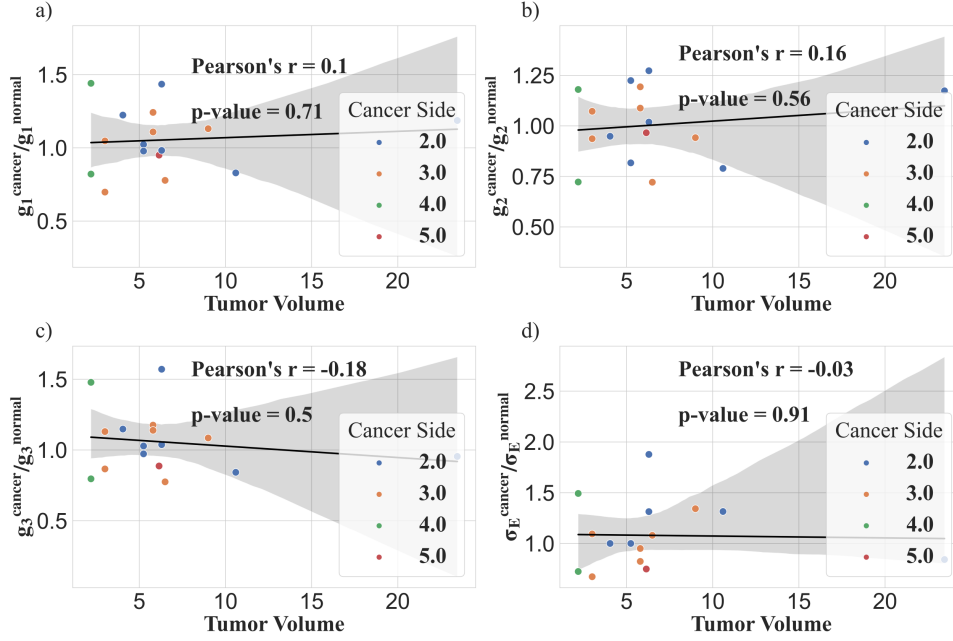 a)
g1cancer/g1normal
1.5
1.0
0.5
Pearson's r = 0.1
p-value = 0.71
Cancer Side
2.0
3.0
4.0
5.0
5 10 15 20
Tumor Volume
b)
g2cancer/g2normal
1.25
1.00
0.75
0.50
Pearson's r = 0.16
p-value = 0.56
Cancer Side
2.0
3.0
4.0
5.0
5 10 15 20
Tumor Volume
c)
g3cancer/g3normal
1.5
1.0
0.5
Pearson's r = -0.18
p-value = 0.5
Cancer Side
2.0
3.0
4.0
5.0
5 10 15 20
Tumor Volume
d)
σEcancer/σEnormal
2.5
2.0
1.5
1.0
Pearson's r = -0.03
p-value = 0.91
Cancer Side
2.0
3.0
4.0
5.0
5 10 15 20
Tumor Volume